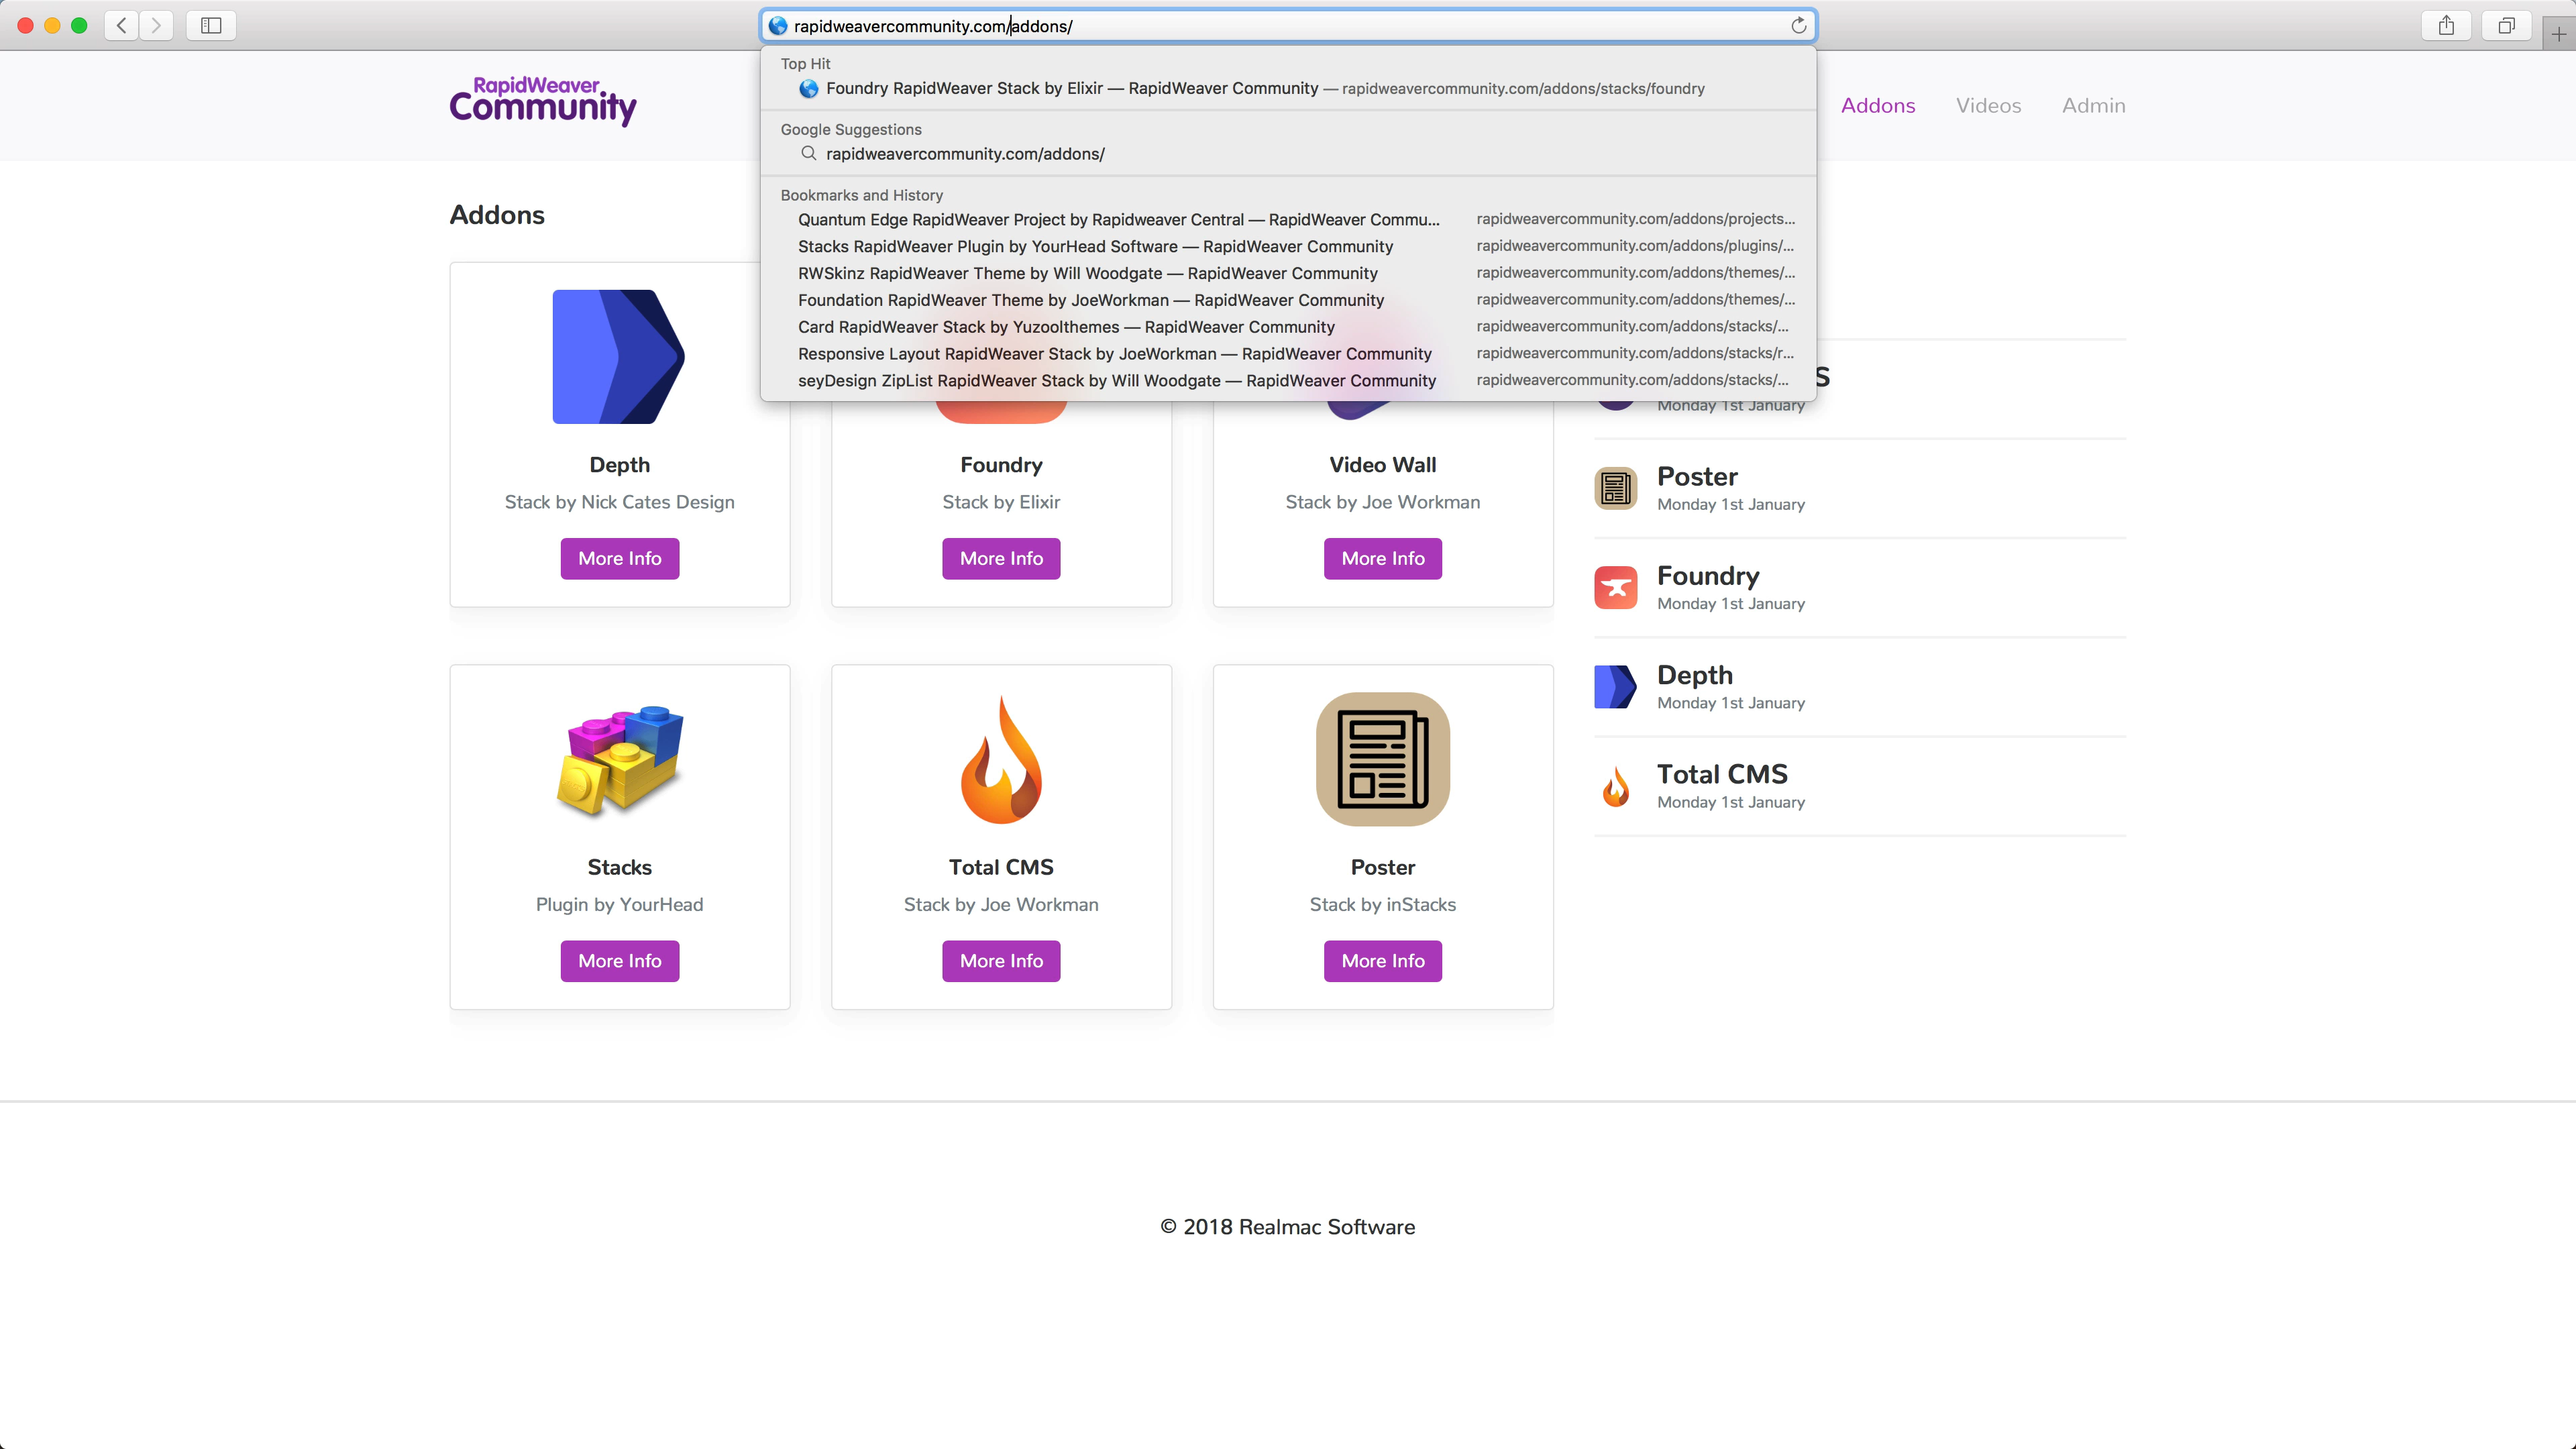 rapidweavercommunity.com/addons/
Top Hit
Foundry RapidWeaver Stack by Elixir — RapidWeaver Community — rapidweavercommunity.com/addons/stacks/foundry
Google Suggestions
rapidweavercommunity.com/addons/
Bookmarks and History
Quantum Edge RapidWeaver Project by Rapidweaver Central — RapidWeaver Commu... rapidweavercommunity.com/addons/projects...
Stacks RapidWeaver Plugin by YourHead Software — RapidWeaver Community rapidweavercommunity.com/addons/plugins/...
RWSkinz RapidWeaver Theme by Will Woodgate — RapidWeaver Community rapidweavercommunity.com/addons/themes/...
Foundation RapidWeaver Theme by JoeWorkman — RapidWeaver Community rapidweavercommunity.com/addons/themes/...
Card RapidWeaver Stack by Yuzoolthemes — RapidWeaver Community rapidweavercommunity.com/addons/stacks/...
Responsive Layout RapidWeaver Stack by JoeWorkman — RapidWeaver Community rapidweavercommunity.com/addons/stacks/r...
seyDesign ZipList RapidWeaver Stack by Will Woodgate — RapidWeaver Community rapidweavercommunity.com/addons/stacks/...
RapidWeaver
Community
Addons Videos Admin
Addons
Depth
Stack by Nick Cates Design
More Info
Foundry
Stack by Elixir
More Info
Video Wall
Stack by Joe Workman
More Info
Stacks
Plugin by YourHead
More Info
Total CMS
Stack by Joe Workman
More Info
Poster
Stack by inStacks
More Info
Monday 1st January
Poster
Monday 1st January
Foundry
Monday 1st January
Depth
Monday 1st January
Total CMS
Monday 1st January
© 2018 Realmac Software